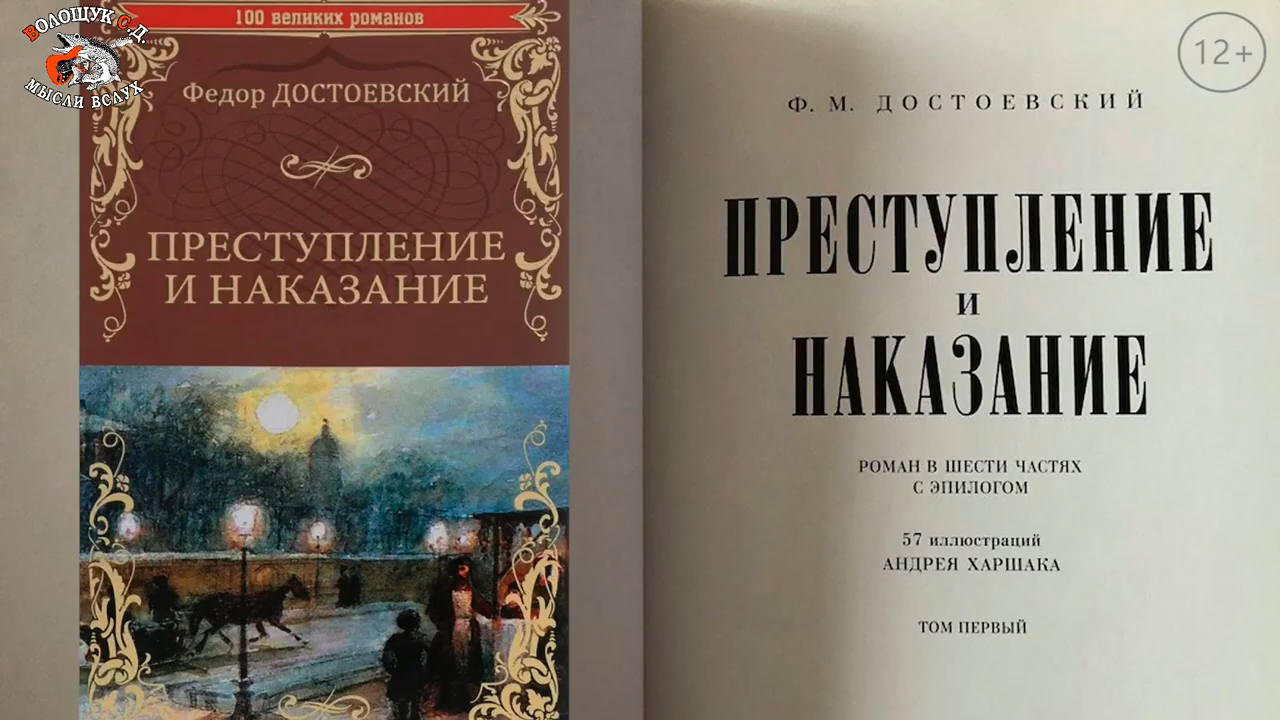 ВОЛОЩУК С.Д.
МЫСЛИ ВСЛУХ
100 великих романов
Федор ДОСТОЕВСКИЙ
ПРЕСТУПЛЕНИЕ
И НАКАЗАНИЕ
12+
Ф. М. ДОСТОЕВСКИЙ
ПРЕСТУПЛЕНИЕ
И
НАКАЗАНИЕ
РОМАН В ШЕСТИ ЧАСТЯХ
С ЭПИЛОГОМ
57 иллюстраций
АНДРЕЯ ХАРШАКА
ТОМ ПЕРВЫЙ